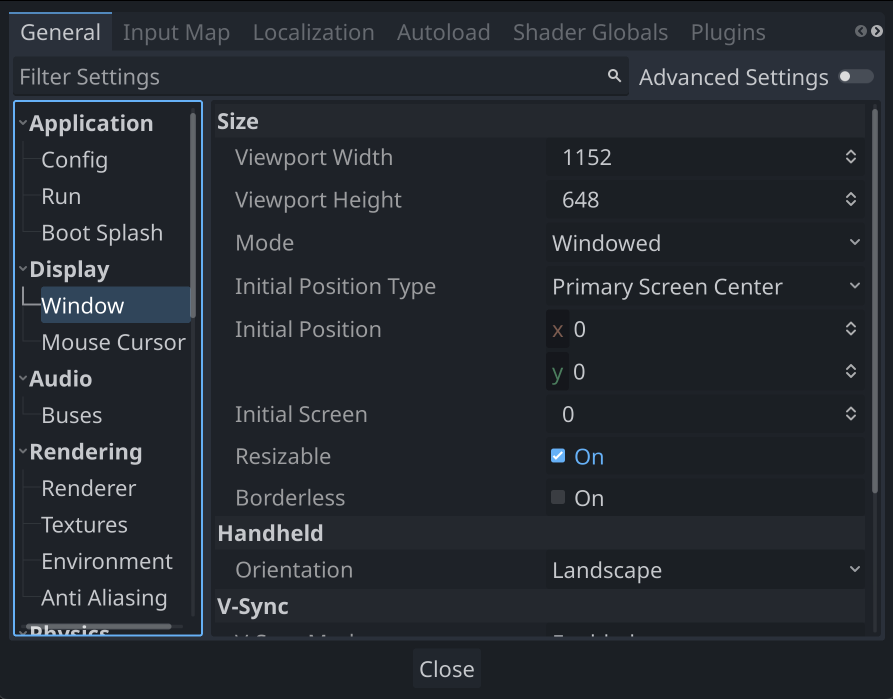 General Input Map Localization Autoload Shader Globals Plugins
Filter Settings Advanced Settings
Application
Config
Run
Boot Splash
Display
Window
Mouse Cursor
Audio
Buses
Rendering
Renderer
Textures
Environment
Anti Aliasing
Physics
Size
Viewport Width 1152
Viewport Height 648
Mode Windowed
Initial Position Type Primary Screen Center
Initial Position x 0
y 0
Initial Screen 0
Resizable On
Borderless On
Handheld
Orientation Landscape
V-Sync
Close